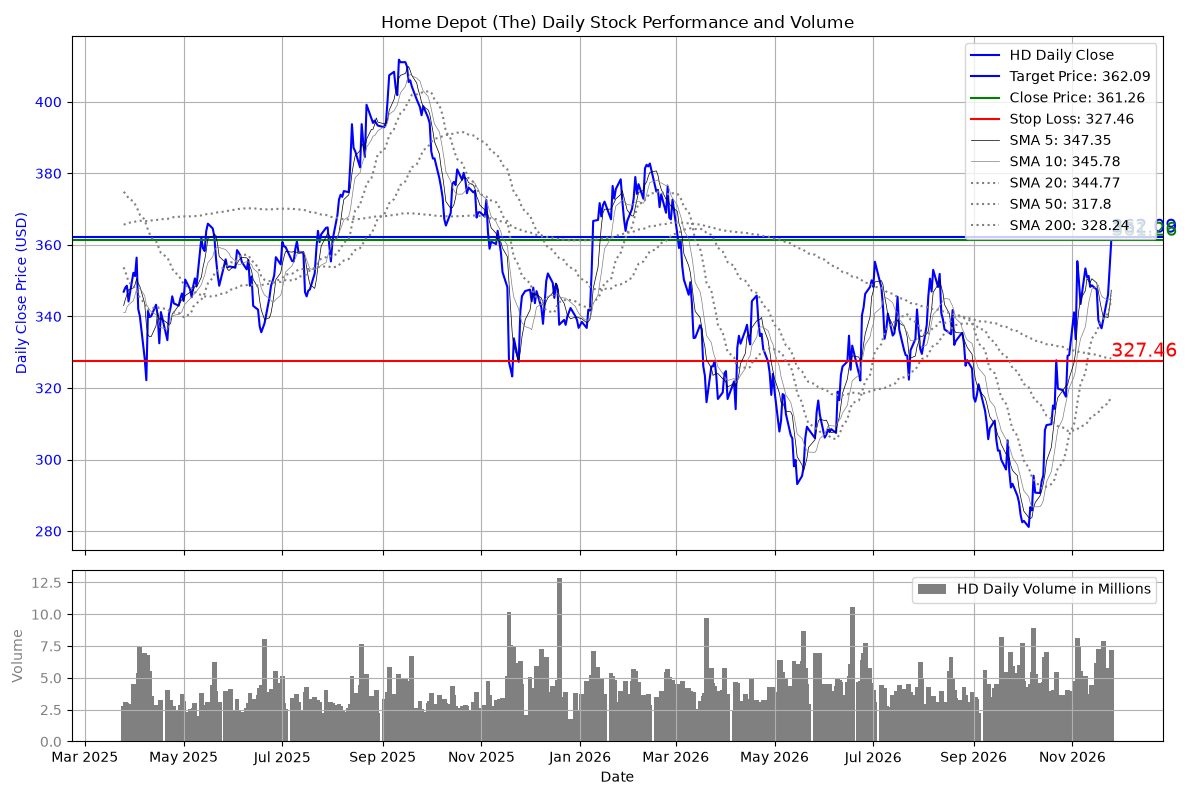 Home Depot (The) Daily Stock Performance and Volume
Daily Close Price (USD)
400
380
360
340
320
300
280
HD Daily Close
Target Price: 362.09
Close Price: 361.26
Stop Loss: 327.46
SMA 5: 347.35
SMA 10: 345.78
SMA 20: 344.77
SMA 50: 317.8
SMA 200: 328.24
327.46
Volume
12.5
10.0
7.5
5.0
2.5
0.0
HD Daily Volume in Millions
Mar 2025
May 2025
Jul 2025
Sep 2025
Nov 2025
Jan 2026
Mar 2026
May 2026
Jul 2026
Sep 2026
Nov 2026
Date